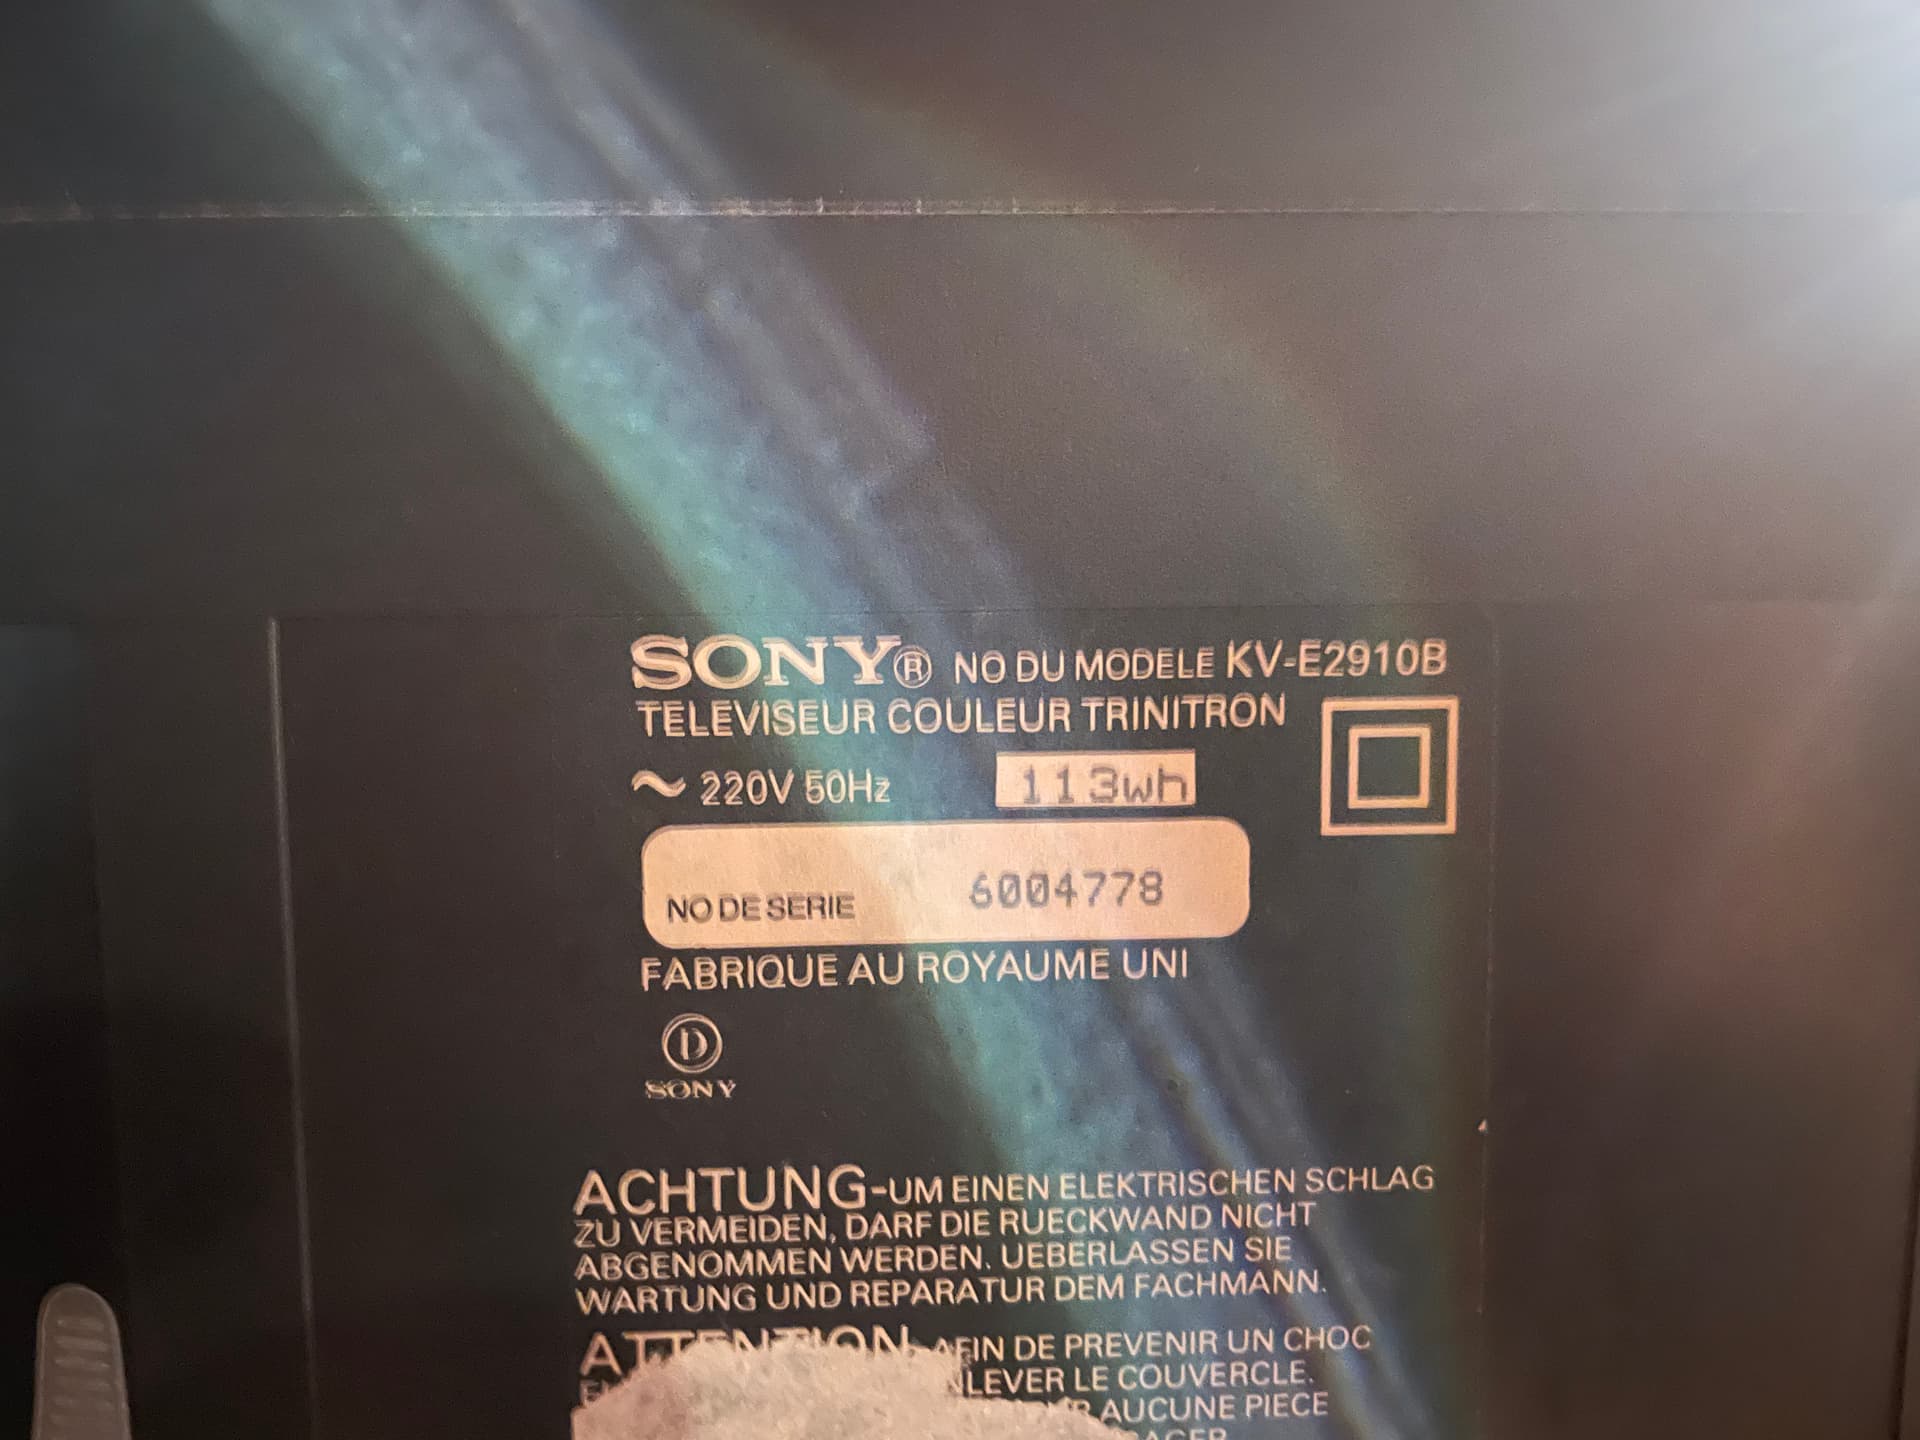 SONY® NO DU MODELE KV-E2910B
TELEVISEUR COULEUR TRINITRON
~ 220V 50Hz 113wh
NO DE SERIE 6004778
FABRIQUE AU ROYAUME UNI
D
SONY
ACHTUNG-UM EINEN ELEKTRISCHEN SCHLAG
ZU VERMEIDEN, DARF DIE RUECKWAND NICHT
ABGENOMMEN WERDEN. UEBERLASSEN SIE
WARTUNG UND REPARATUR DEM FACHMANN.
ATTENTION AFIN DE PREVENIR UN CHOC
LE COUVERCLE.
AUCUNE PIECE